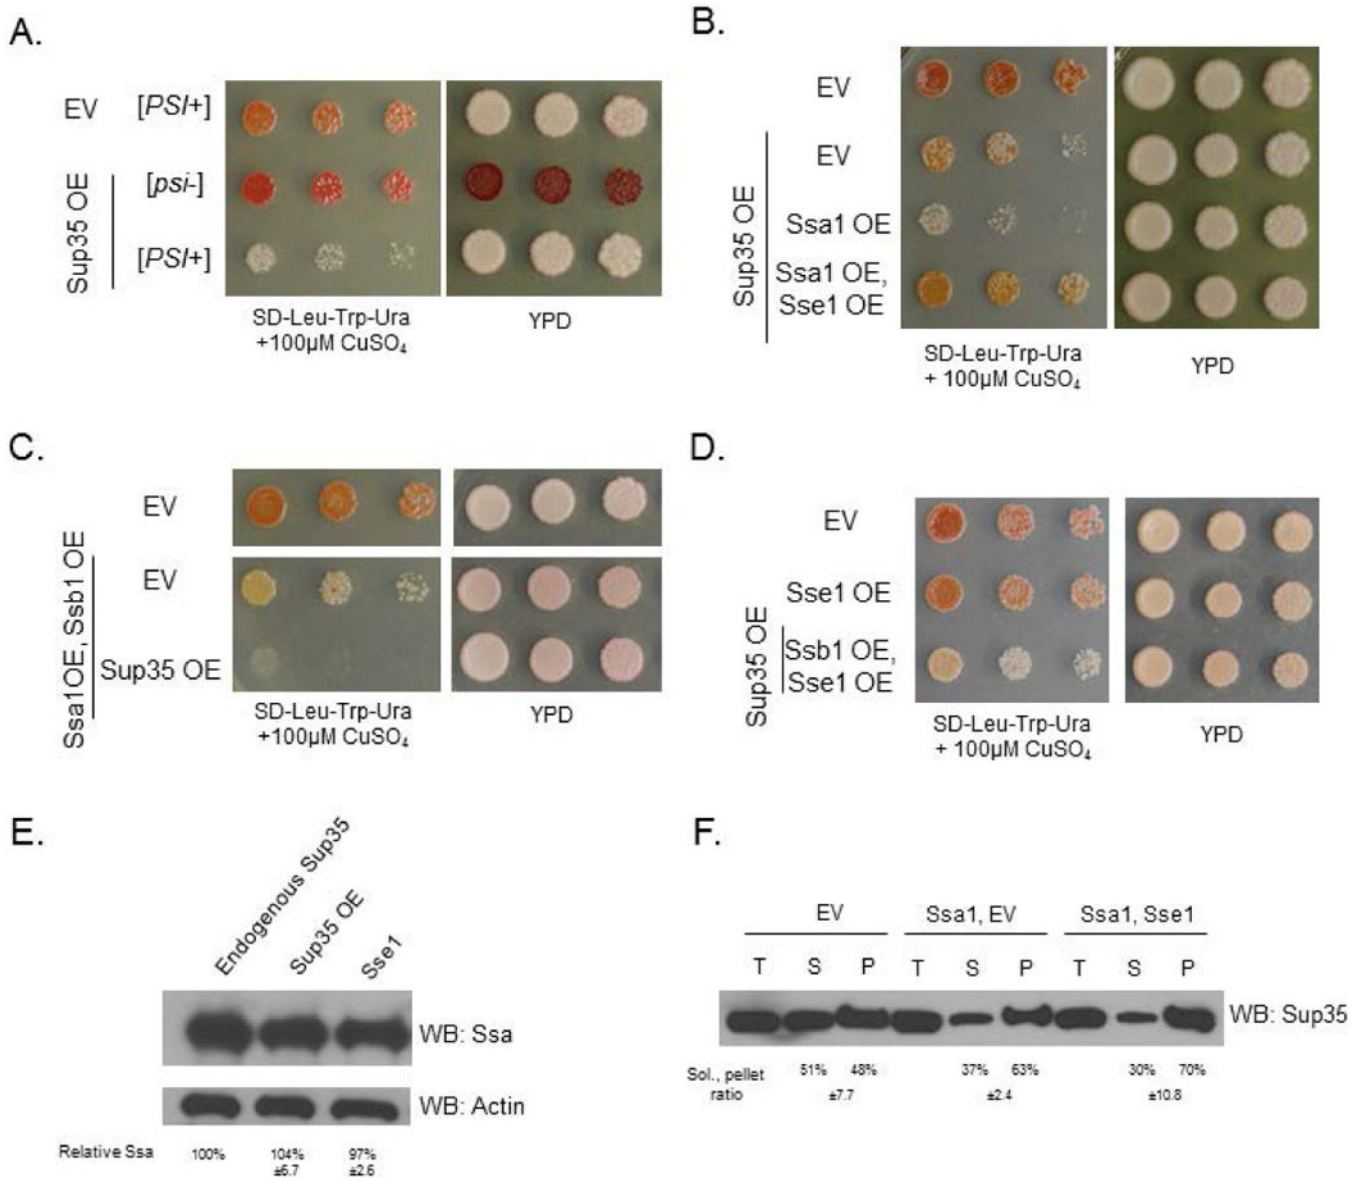 A.
EV [PSI+]
Sup35 OE
[psi-]
[PSI+]
SD-Leu-Trp-Ura
+100µM CuSO₄
YPD
B.
EV
Sup35 OE
EV
Ssa1 OE
Ssa1 OE,
Sse1 OE
SD-Leu-Trp-Ura
+ 100µM CuSO₄
YPD
C.
EV
Ssa1OE, Ssb1 OE
EV
Sup35 OE
SD-Leu-Trp-Ura
+100µM CuSO₄
YPD
D.
EV
Sse1 OE
Sup35 OE
Ssb1 OE,
Sse1 OE
SD-Leu-Trp-Ura
+ 100µM CuSO₄
YPD
E.
Endogenous Sup35
Sup35 OE
Sse1
WB: Ssa
WB: Actin
Relative Ssa 100% 104% 97%
±6.7 ±2.6
F.
EV Ssa1, EV Ssa1, Sse1
T S P T S P T S P
WB: Sup35
Sol., pellet
ratio
51% 48% 37% 63% 30% 70%
±7.7 ±2.4 ±10.8